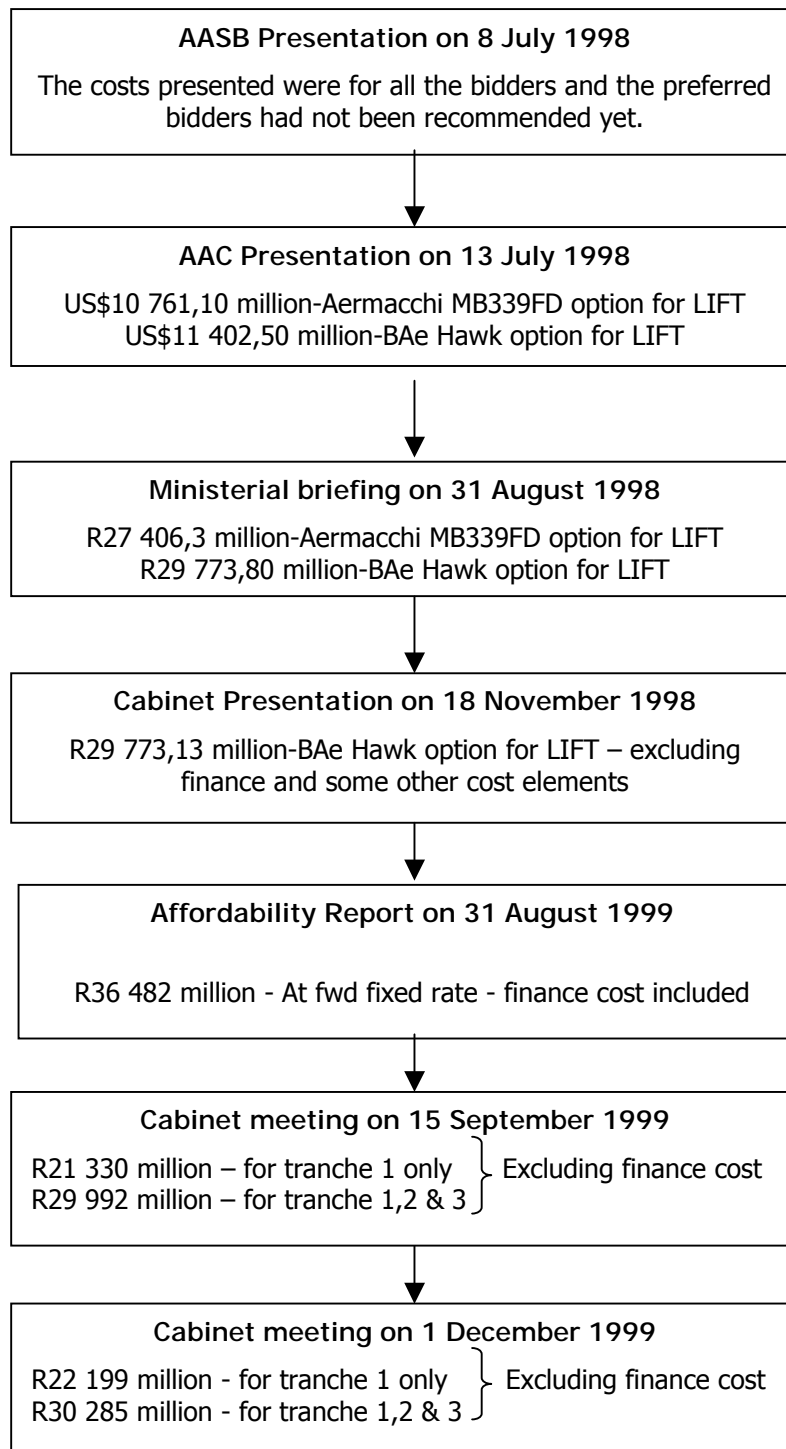 AASB Presentation on 8 July 1998
The costs presented were for all the bidders and the preferred
bidders had not been recommended yet.
AAC Presentation on 13 July 1998
US$10 761,10 million-Aermacchi MB339FD option for LIFT
US$11 402,50 million-BAe Hawk option for LIFT
Ministerial briefing on 31 August 1998
R27 406,3 million-Aermacchi MB339FD option for LIFT
R29 773,80 million-BAe Hawk option for LIFT
Cabinet Presentation on 18 November 1998
R29 773,13 million-BAe Hawk option for LIFT – excluding
finance and some other cost elements
Affordability Report on 31 August 1999
R36 482 million - At fwd fixed rate - finance cost included
Cabinet meeting on 15 September 1999
R21 330 million – for tranche 1 only
R29 992 million – for tranche 1,2 & 3
Excluding finance cost
Cabinet meeting on 1 December 1999
R22 199 million - for tranche 1 only
R30 285 million - for tranche 1,2 & 3
Excluding finance cost